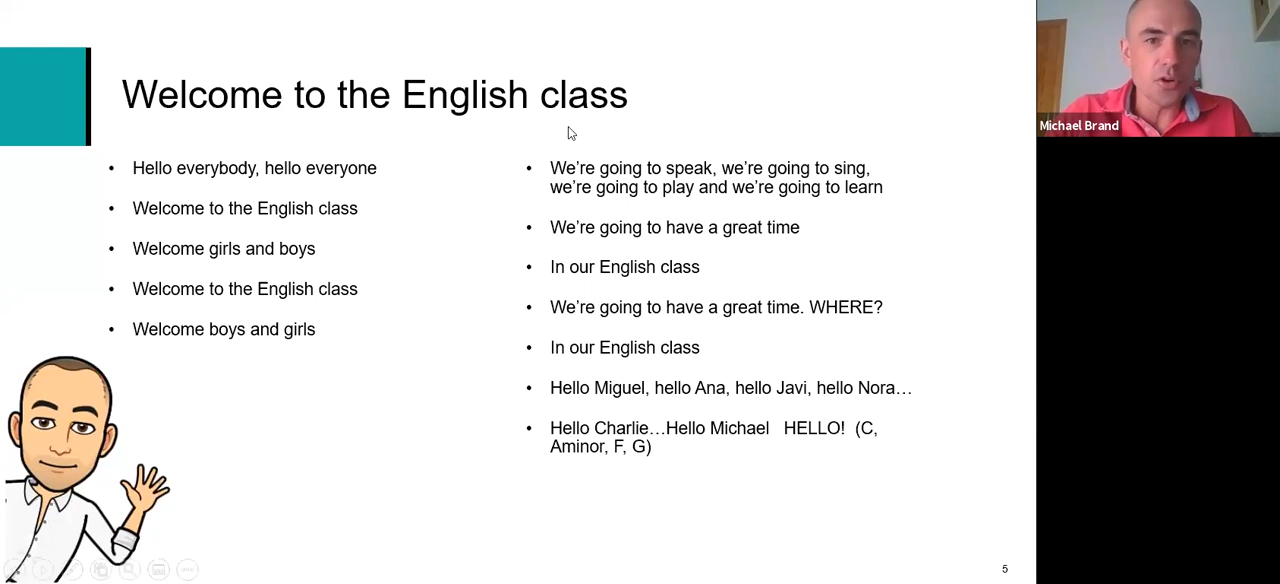 Welcome to the English class
• Hello everybody, hello everyone
• Welcome to the English class
• Welcome girls and boys
• Welcome to the English class
• Welcome boys and girls
• We’re going to speak, we’re going to sing,
we’re going to play and we’re going to learn
• We’re going to have a great time
• In our English class
• We’re going to have a great time. WHERE?
• In our English class
• Hello Miguel, hello Ana, hello Javi, hello Nora…
• Hello Charlie…Hello Michael   HELLO!  (C,
Aminor, F, G)
5
Michael Brand